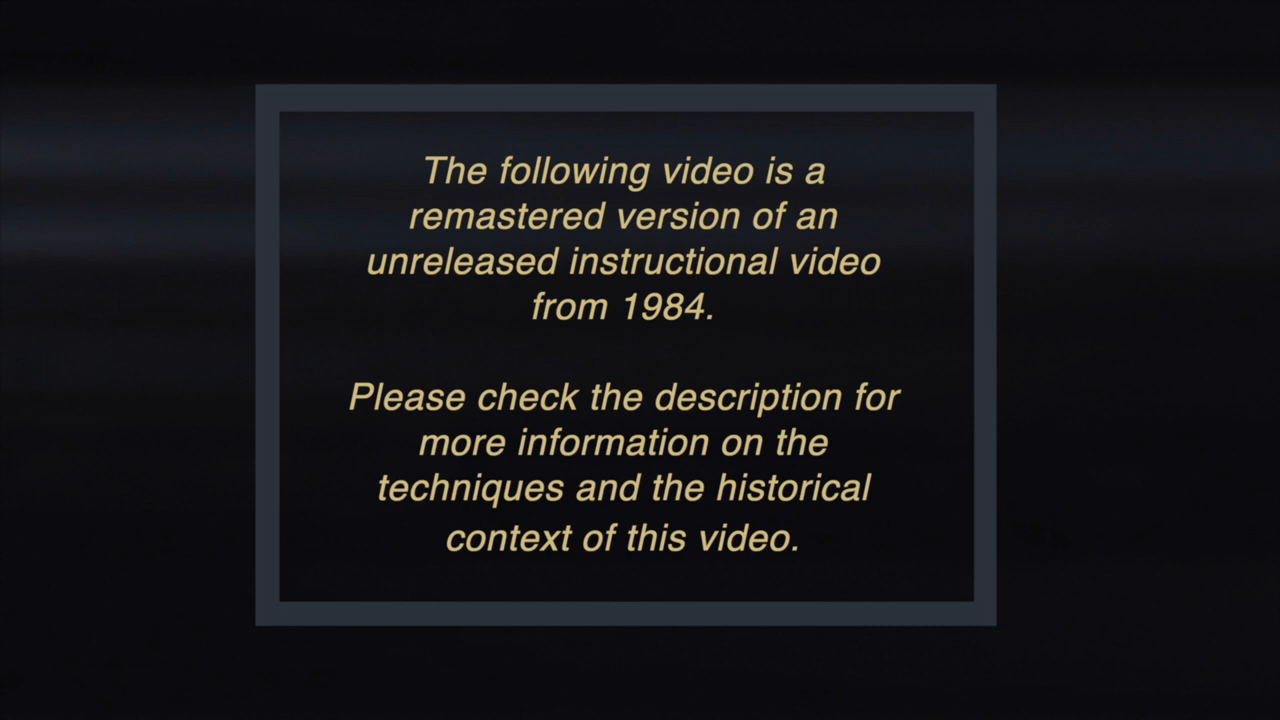 The following video is a
remastered version of an
unreleased instructional video
from 1984.
Please check the description for
more information on the
techniques and the historical
context of this video.